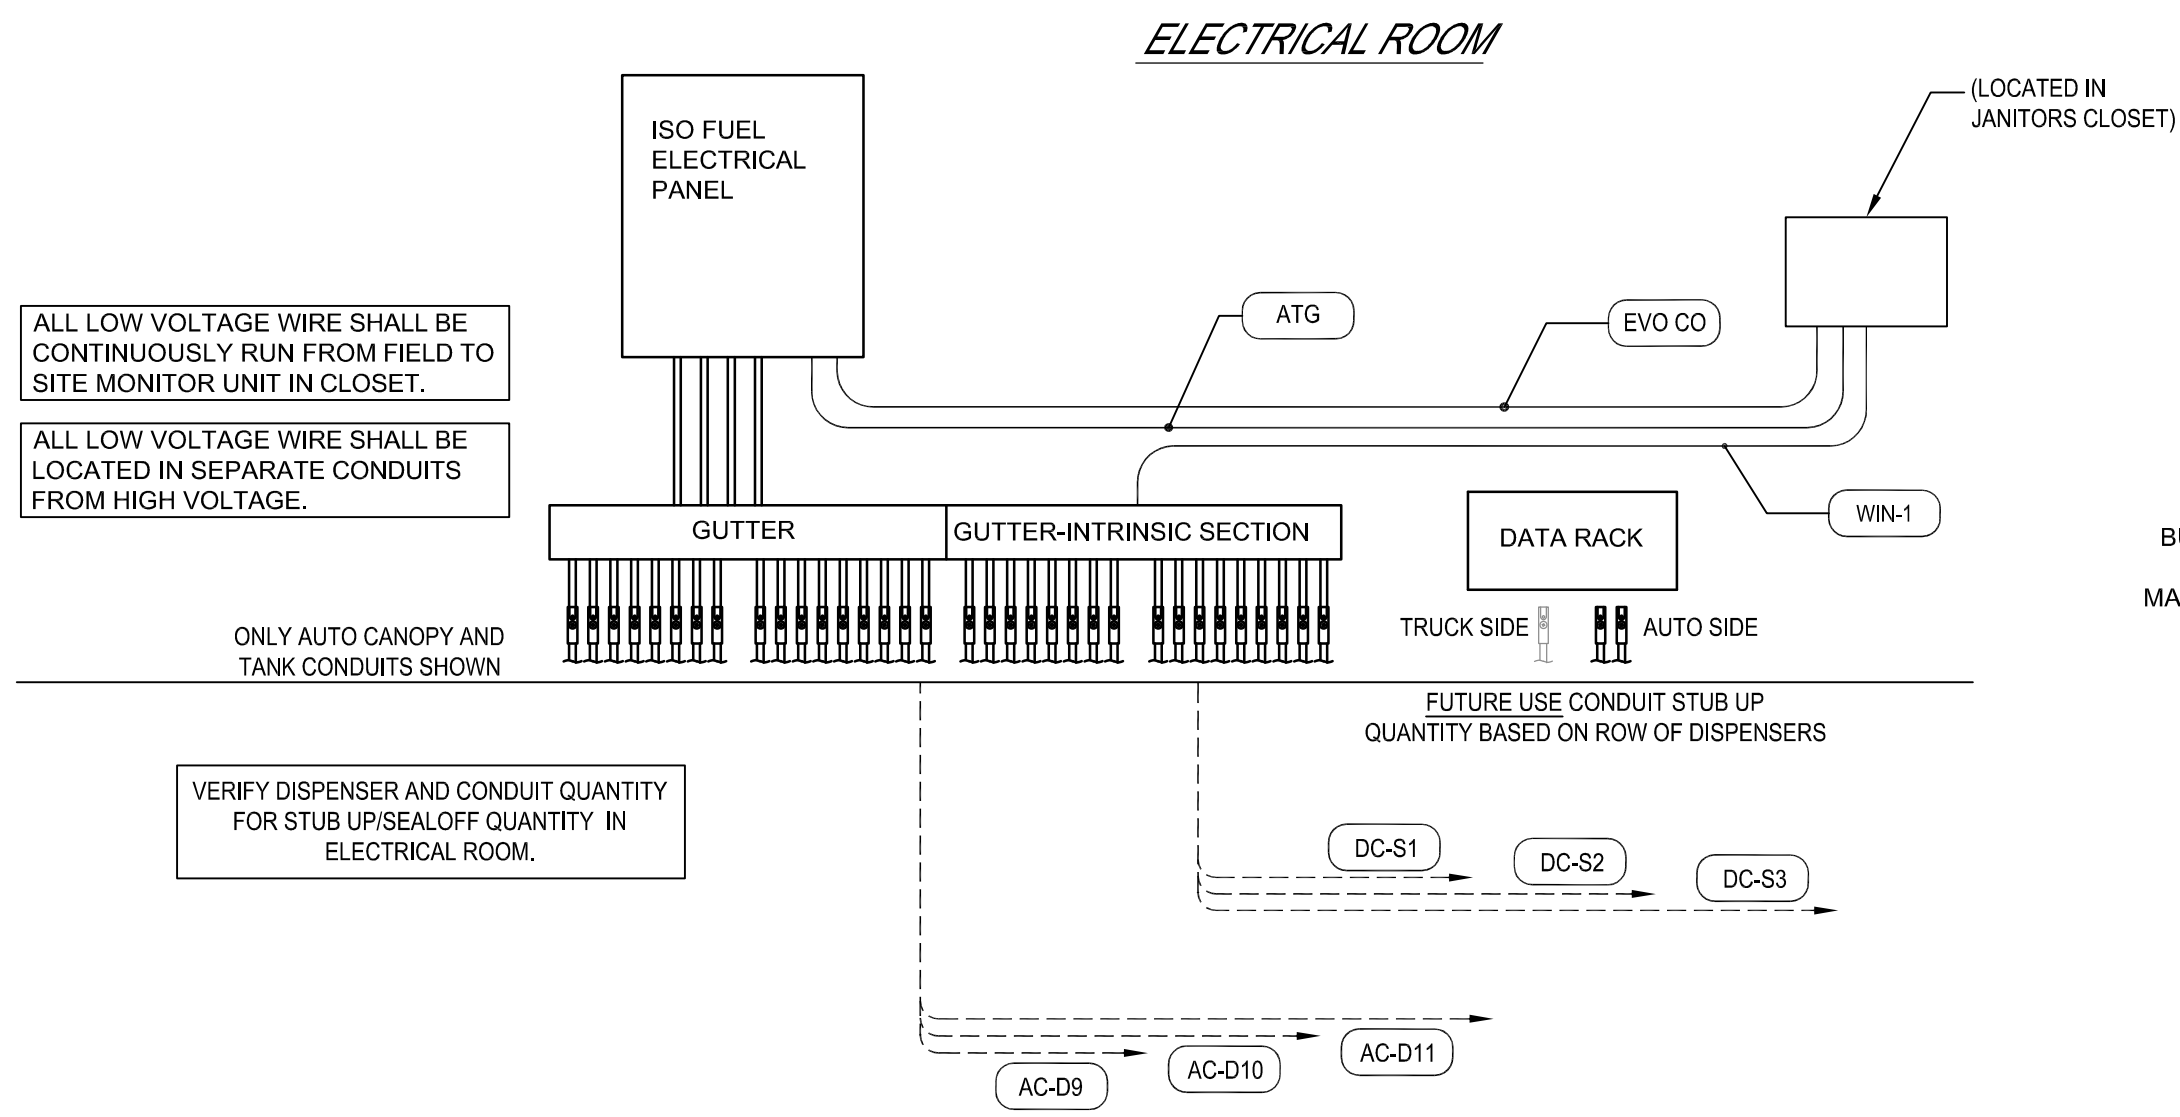 ELECTRICAL ROOM
(LOCATED IN
JANITORS CLOSET)
ISO FUEL
ELECTRICAL
PANEL
ATG
EVO CO
ALL LOW VOLTAGE WIRE SHALL BE
CONTINUOUSLY RUN FROM FIELD TO
SITE MONITOR UNIT IN CLOSET.
ALL LOW VOLTAGE WIRE SHALL BE
LOCATED IN SEPARATE CONDUITS
FROM HIGH VOLTAGE.
GUTTER
GUTTER-INTRINSIC SECTION
DATA RACK
WIN-1
BU
MA
TRUCK SIDE
AUTO SIDE
ONLY AUTO CANOPY AND
TANK CONDUITS SHOWN
FUTURE USE CONDUIT STUB UP
QUANTITY BASED ON ROW OF DISPENSERS
VERIFY DISPENSER AND CONDUIT QUANTITY
FOR STUB UP/SEALOFF QUANTITY IN
ELECTRICAL ROOM.
DC-S1
DC-S2
DC-S3
AC-D11
AC-D10
AC-D9